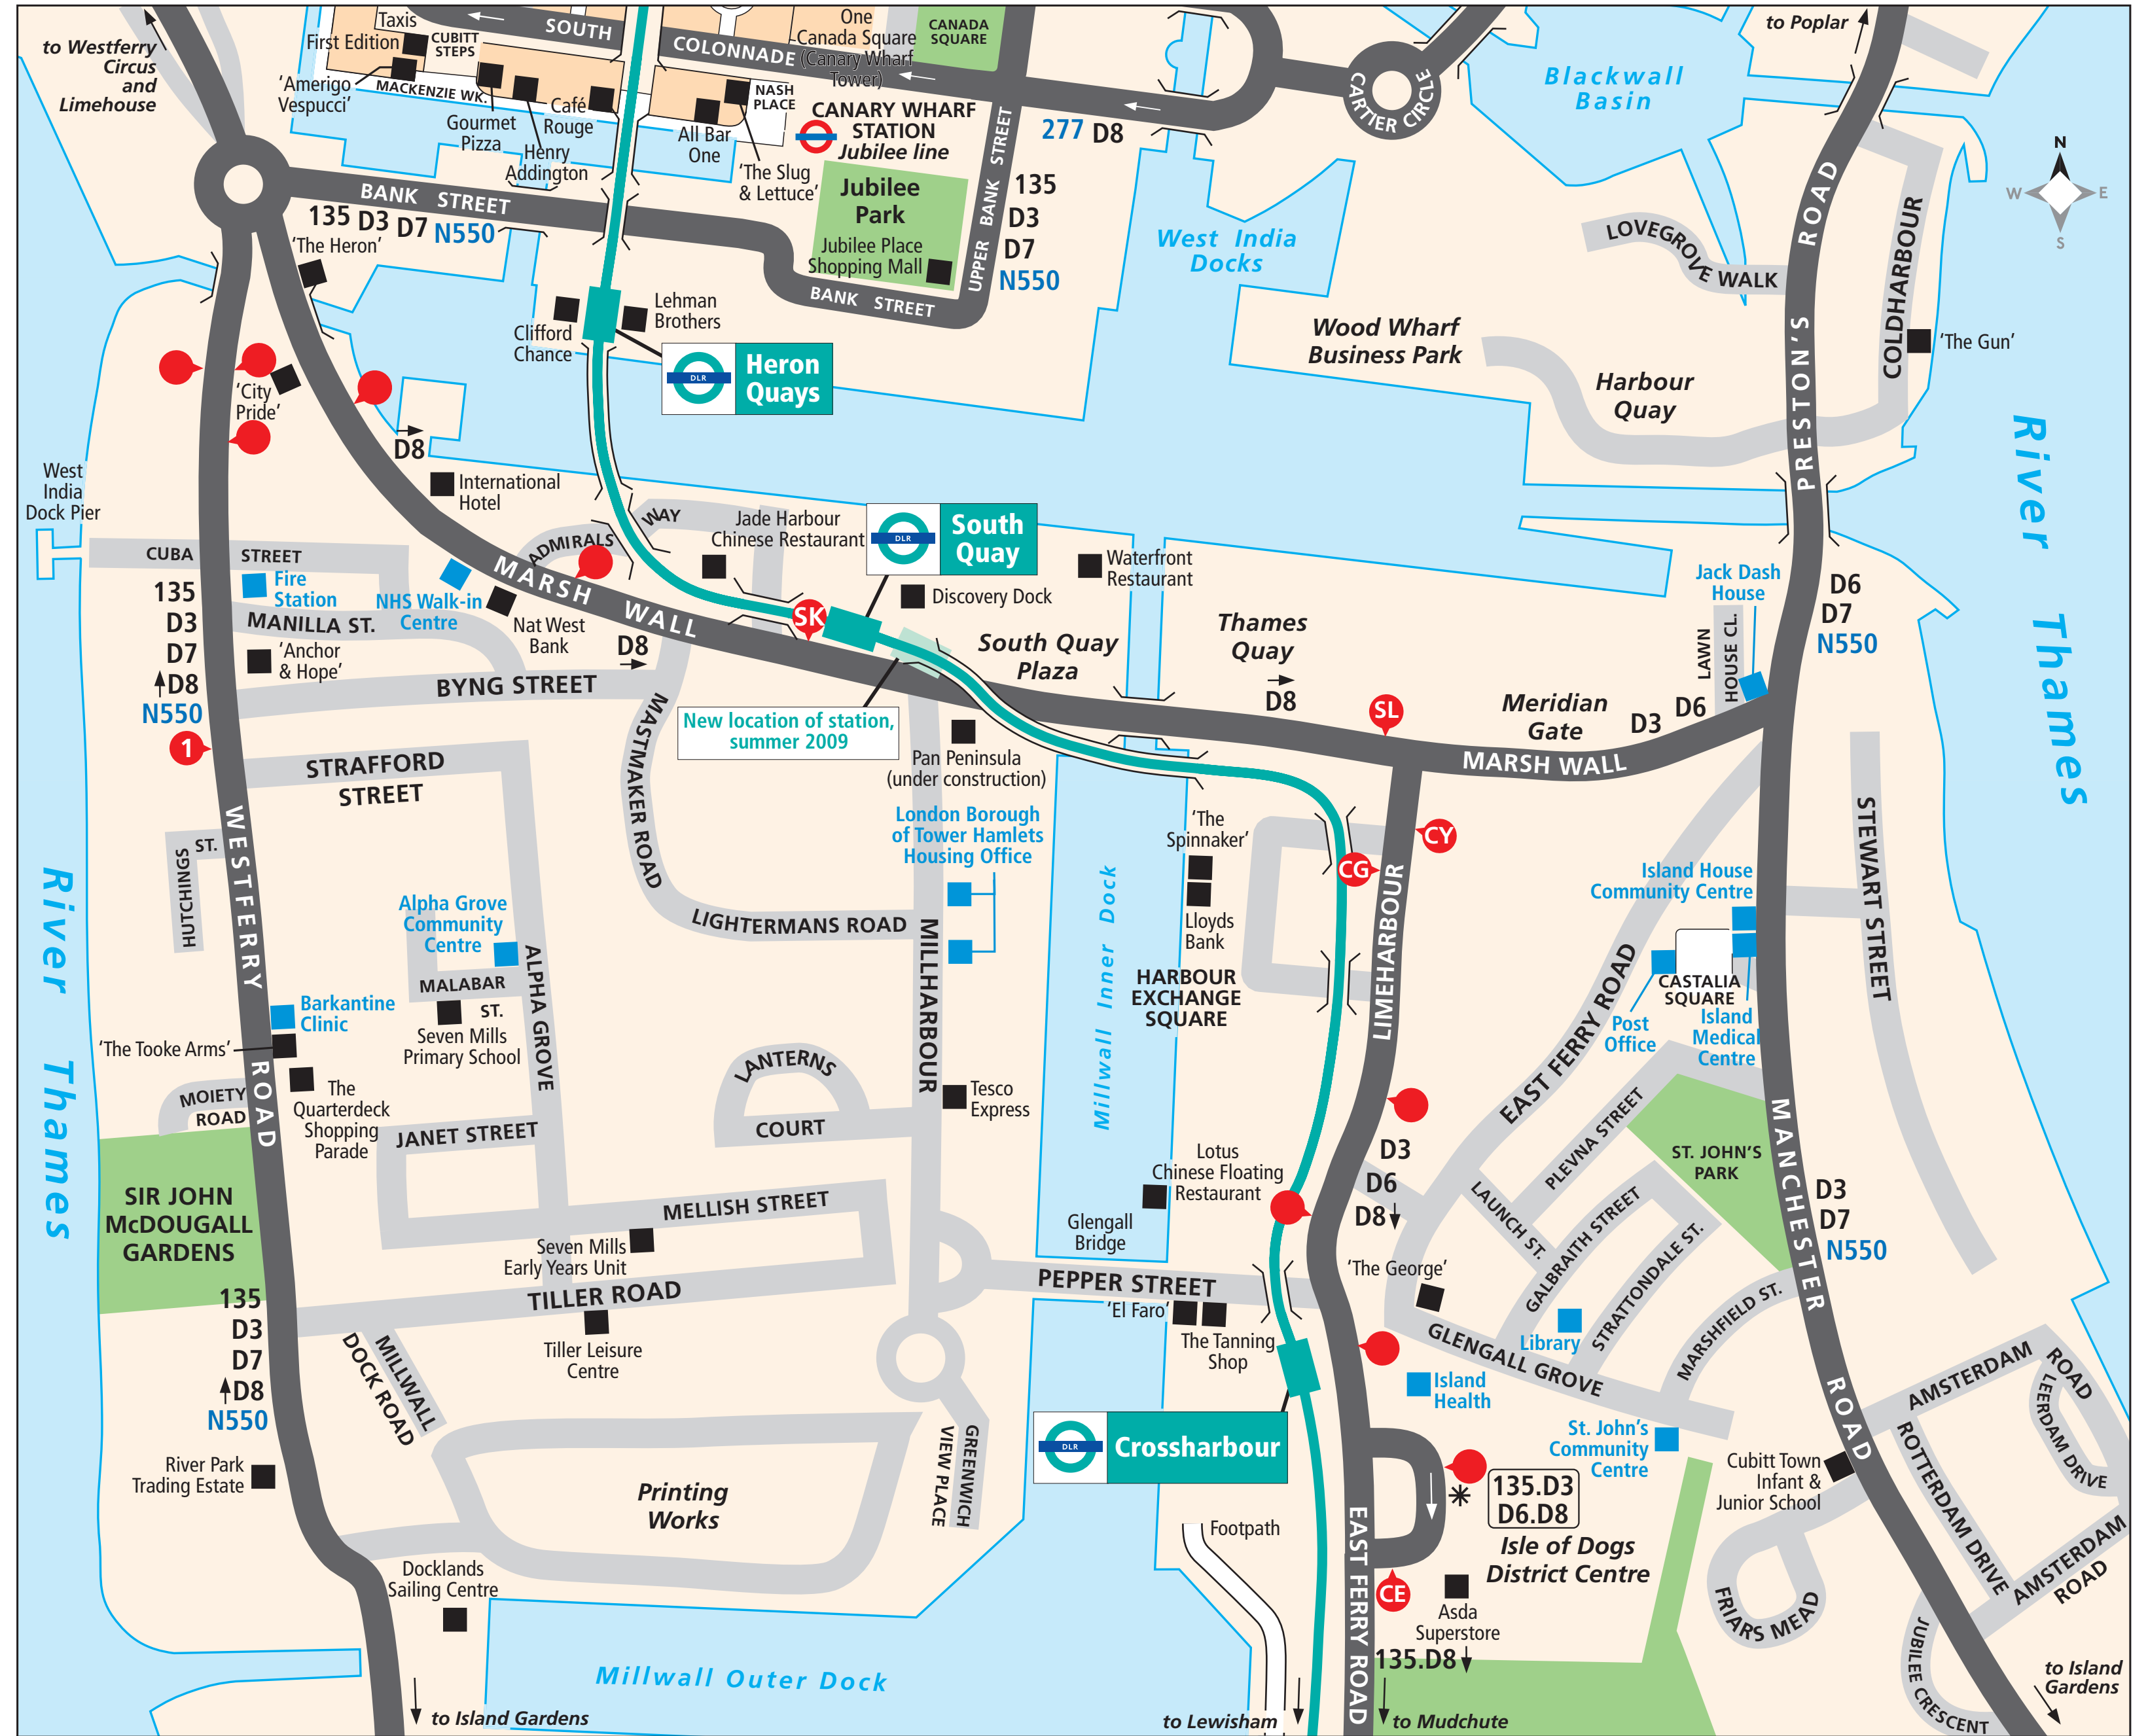 to Westferry
Circus
and
Limehouse
Taxis
First Edition
CUBITT
STEPS
'Amerigo
Vespucci'
MACKENZIE WK.
Gourmet
Pizza
Henry
Addington
Café
Rouge
SOUTH
COLONNADE
One
Canada Square
(Canary Wharf
Tower)
CANADA
SQUARE
All Bar
One
NASH
PLACE
'The Slug
& Lettuce'
CANARY WHARF
STATION
Jubilee line
277 D8
CARTIER CIRCLE
Blackwall
Basin
to Poplar
N
W
E
S
BANK STREET
135 D3 D7 N550
'The Heron'
Jubilee
Park
Jubilee Place
Shopping Mall
UPPER BANK STREET
135
D3
D7
N550
BANK STREET
West India
Docks
LOVEGROVE WALK
PRESTON'S ROAD
COLDHARBOUR
'The Gun'
Clifford
Chance
Lehman
Brothers
DLR
Heron
Quays
Wood Wharf
Business Park
Harbour
Quay
River Thames
'City
Pride'
D8
International
Hotel
West
India
Dock Pier
CUBA STREET
Fire
Station
NHS Walk-in
Centre
Nat West
Bank
ADMIRALS WAY
Jade Harbour
Chinese Restaurant
DLR
South
Quay
Waterfront
Restaurant
Discovery Dock
SK
MARSH WALL
135
D3
D7
D8
N550
MANILLA ST.
'Anchor
& Hope'
D8
BYNG STREET
South Quay
Plaza
Thames
Quay
D8
SL
Meridian
Gate
D3
D6
MARSH WALL
Jack Dash
House
LAWN
HOUSE CL.
D6
D7
N550
1
New location of station,
summer 2009
Pan Peninsula
(under construction)
STRAFFORD
STREET
MASTMAKER ROAD
London Borough
of Tower Hamlets
Housing Office
HUTCHINGS
ST.
WESTFERRY ROAD
River Thames
Alpha Grove
Community
Centre
LIGHTERMANS ROAD
MILLHARBOUR
Millwall Inner Dock
'The
Spinnaker'
Lloyds
Bank
HARBOUR
EXCHANGE
SQUARE
CY
CG
LIMEHARBOUR
STEWART STREET
Island House
Community Centre
CASTALIA
SQUARE
Post
Office
Island
Medical
Centre
EAST FERRY ROAD
Barkantine
Clinic
MALABAR
ST.
Seven Mills
Primary School
ALPHA GROVE
'The Tooke Arms'
The
Quarterdeck
Shopping
Parade
MOIETY
ROAD
JANET STREET
LANTERNS
COURT
Tesco
Express
Lotus
Chinese Floating
Restaurant
Glengall
Bridge
D3
D6
D8
PLEVNA STREET
LAUNCH ST.
ST. JOHN'S
PARK
MANCHESTER ROAD
D3
D7
N550
GALBRAITH STREET
STRATTONDALE ST.
MARSHFIELD ST.
SIR JOHN
McDOUGALL
GARDENS
MELLISH STREET
Seven Mills
Early Years Unit
TILLER ROAD
Tiller Leisure
Centre
PEPPER STREET
'El Faro'
The Tanning
Shop
'The George'
GLENGALL GROVE
Library
Island
Health
135
D3
D7
D8
N550
MILLWALL
DOCK ROAD
River Park
Trading Estate
Printing
Works
GREENWICH
VIEW PLACE
DLR
Crossharbour
St. John's
Community
Centre
Cubitt Town
Infant &
Junior School
AMSTERDAM
ROAD
LEERDAM DRIVE
ROTTERDAM DRIVE
AMSTERDAM
ROAD
135.D3
D6.D8
Isle of Dogs
District Centre
Footpath
EAST FERRY ROAD
CE
Asda
Superstore
135.D8
FRIARS MEAD
JUBILEE CRESCENT
Docklands
Sailing Centre
Millwall Outer Dock
to Island Gardens
to Lewisham
to Mudchute
to Island
Gardens